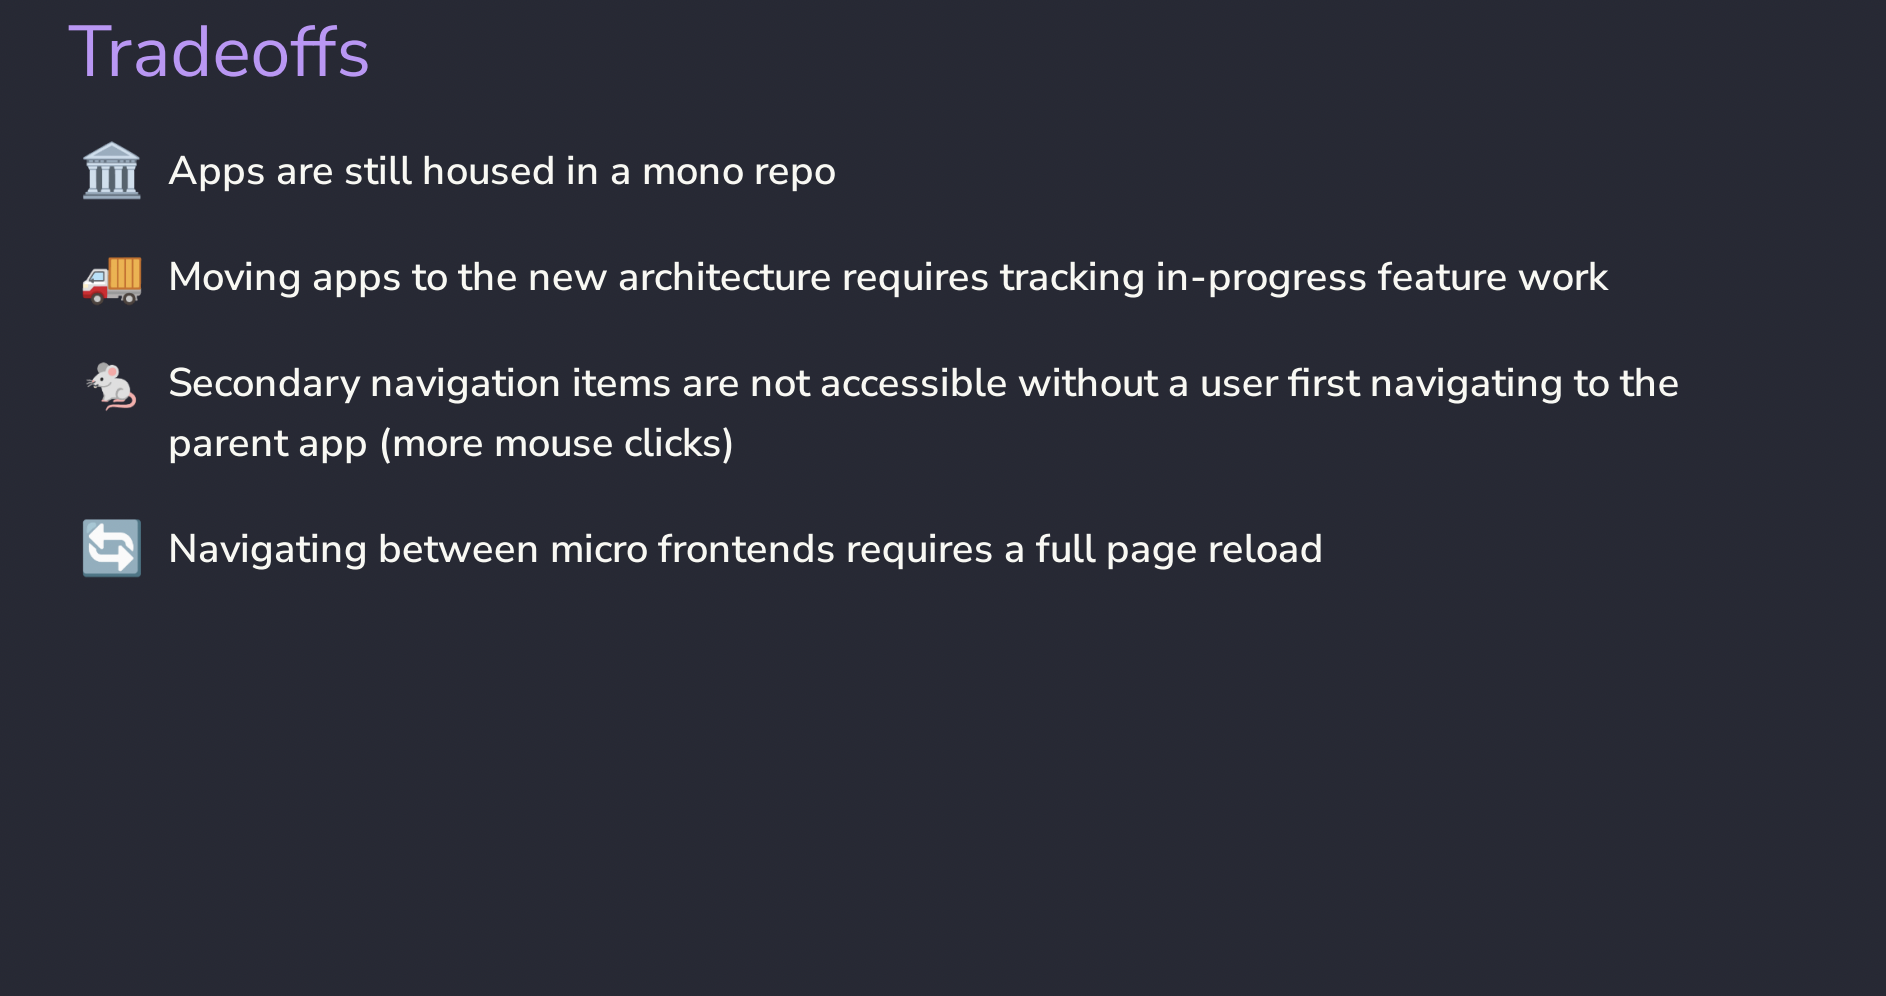 Tradeoffs
Apps are still housed in a mono repo
Moving apps to the new architecture requires tracking in-progress feature work
Secondary navigation items are not accessible without a user first navigating to the
parent app (more mouse clicks)
Navigating between micro frontends requires a full page reload